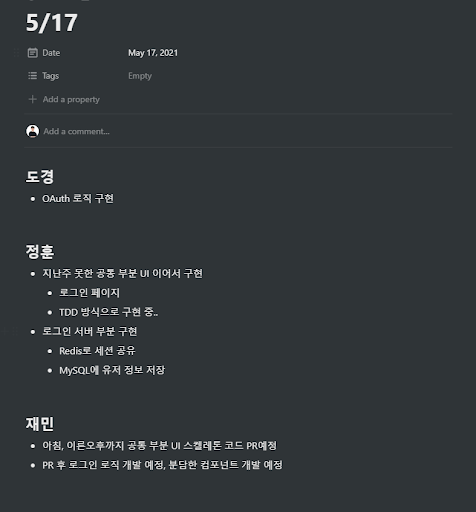 5/17
Date May 17, 2021
Tags Empty
Add a property
Add a comment...
도경
OAuth 로직 구현
정훈
지난주 못한 공통 부분 UI 이어서 구현
로그인 페이지
TDD 방식으로 구현 중..
로그인 서버 부분 구현
Redis로 세션 공유
MySQL에 유저 정보 저장
재민
아침, 이른오후까지 공통 부분 UI 스켈레톤 코드 PR예정
PR 후 로그인 로직 개발 예정, 분담한 컴포넌트 개발 예정